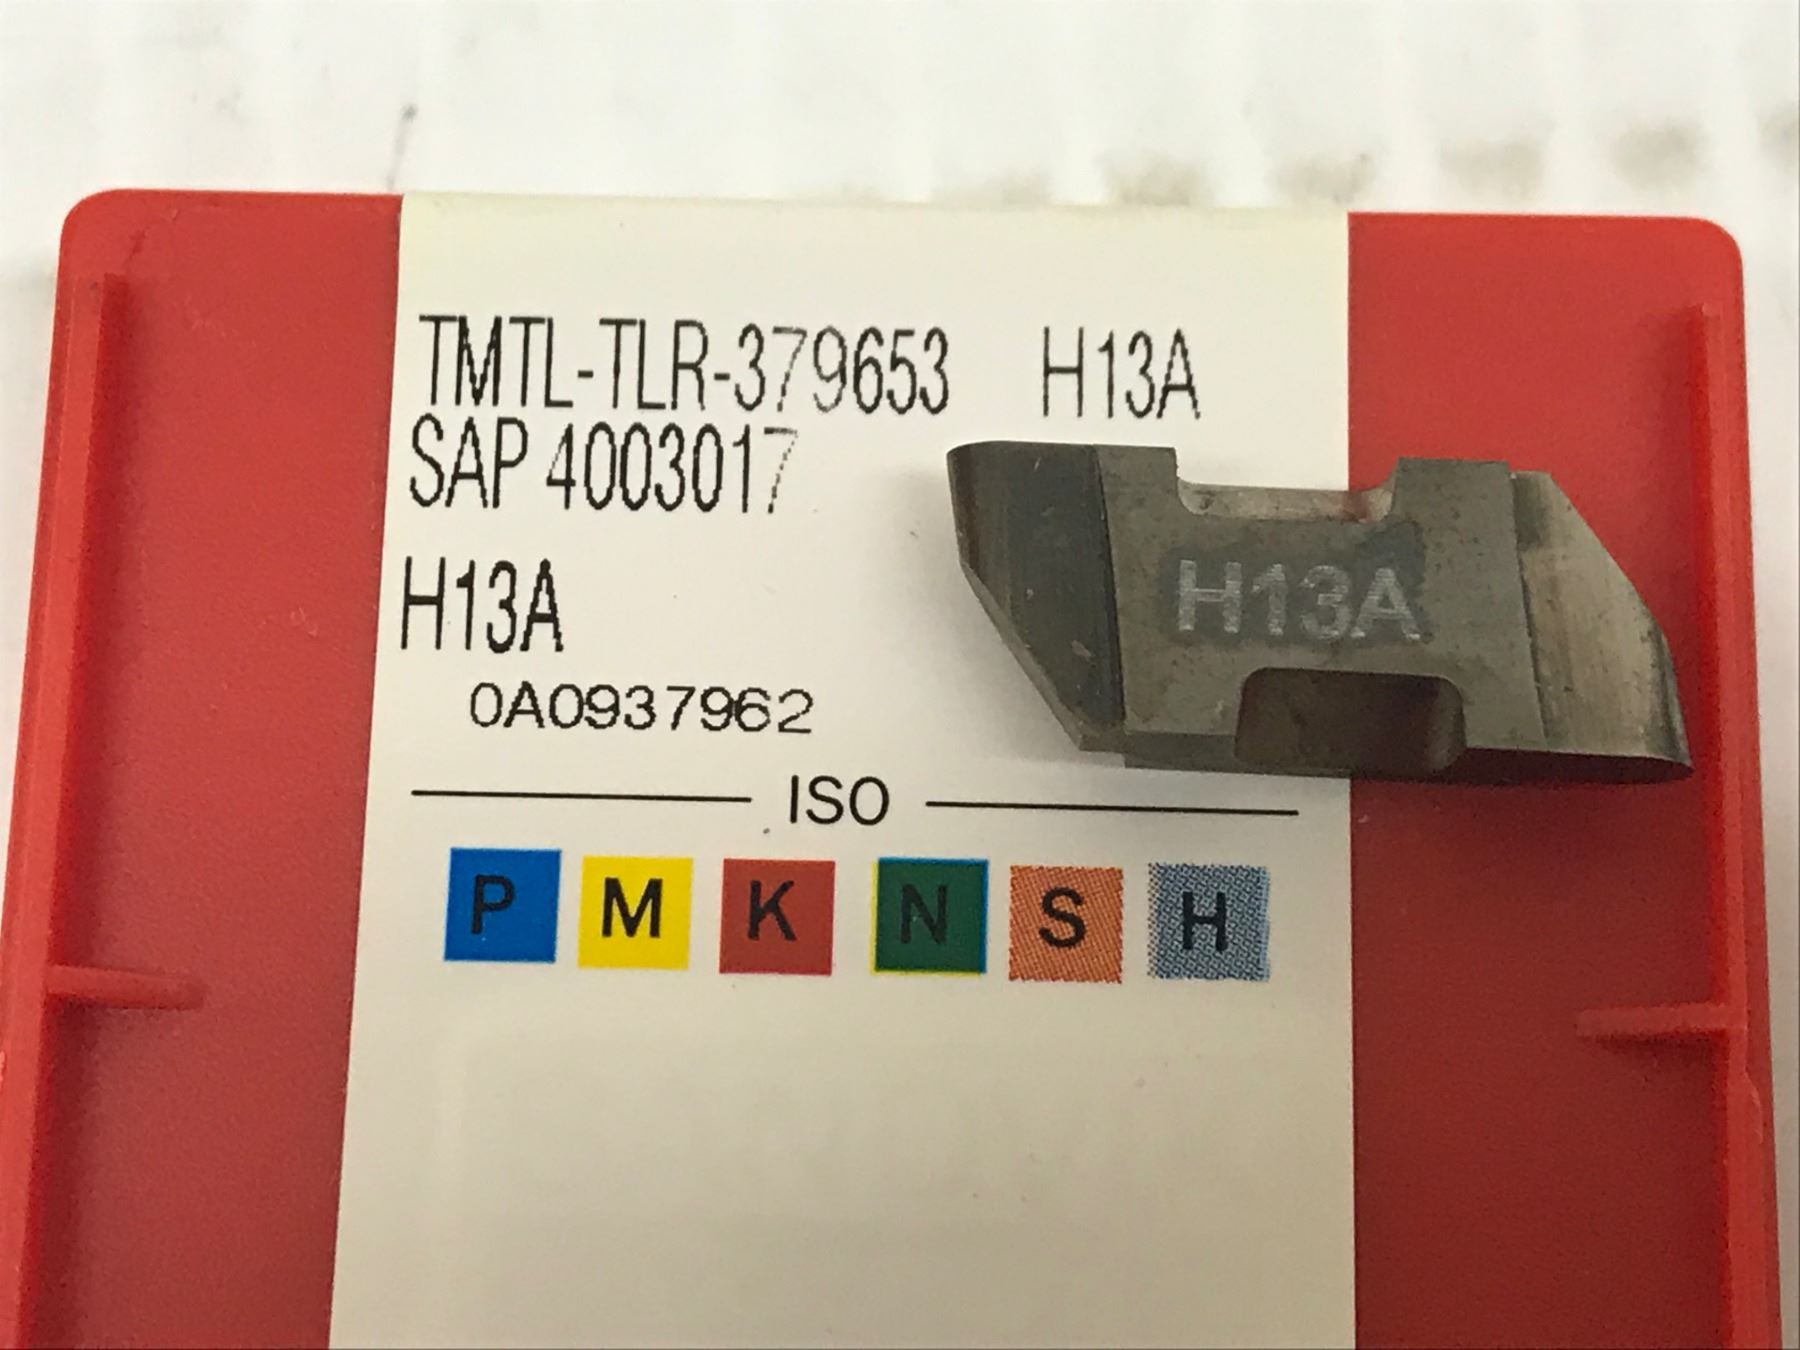 TMTL-TLR-379653 H13A
SAP 4003017
H13A
H13A
0A0937962
ISO
P M K N S H